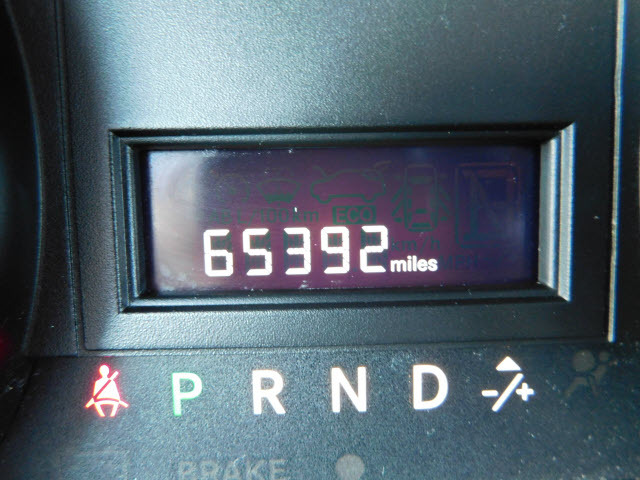 ECO
65392 miles
P R N D -/+
BRAKE